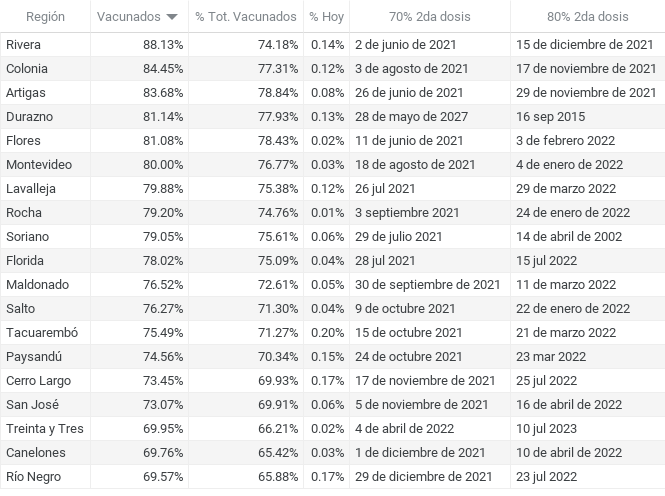 Región Vacunados % Tot. Vacunados % Hoy 70% 2da dosis 80% 2da dosis
Rivera 88.13% 74.18% 0.14% 2 de junio de 2021 15 de diciembre de 2021
Colonia 84.45% 77.31% 0.12% 3 de agosto de 2021 17 de noviembre de 2021
Artigas 83.68% 78.84% 0.08% 26 de junio de 2021 29 de noviembre de 2021
Durazno 81.14% 77.93% 0.13% 28 de mayo de 2027 16 sep 2015
Flores 81.08% 78.43% 0.02% 11 de junio de 2021 3 de febrero 2022
Montevideo 80.00% 76.77% 0.03% 18 de agosto de 2021 4 de enero de 2022
Lavalleja 79.88% 75.38% 0.12% 26 jul 2021 29 de marzo 2022
Rocha 79.20% 74.76% 0.01% 3 septiembre 2021 24 de enero de 2022
Soriano 79.05% 75.61% 0.06% 29 de julio 2021 14 de abril de 2002
Florida 78.02% 75.09% 0.04% 28 jul 2021 15 jul 2022
Maldonado 76.52% 72.61% 0.05% 30 de septiembre de 2021 11 de marzo 2022
Salto 76.27% 71.30% 0.04% 9 de octubre 2021 22 de enero de 2022
Tacuarembó 75.49% 71.27% 0.20% 15 de octubre 2021 21 de marzo 2022
Paysandú 74.56% 70.34% 0.15% 24 de octubre 2021 23 mar 2022
Cerro Largo 73.45% 69.93% 0.17% 17 de noviembre de 2021 25 jul 2022
San José 73.07% 69.91% 0.06% 5 de noviembre de 2021 16 de abril de 2022
Treinta y Tres 69.95% 66.21% 0.02% 4 de abril de 2022 10 jul 2023
Canelones 69.76% 65.42% 0.03% 1 de diciembre de 2021 10 de abril de 2022
Río Negro 69.57% 65.88% 0.17% 29 de diciembre de 2021 23 jul 2022